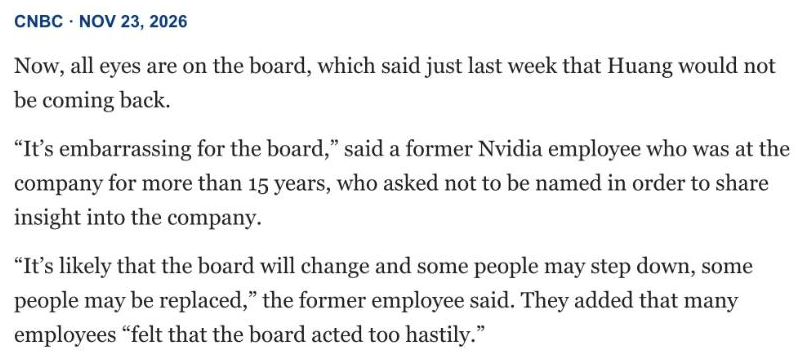 CNBC · NOV 23, 2026
Now, all eyes are on the board, which said just last week that Huang would not
be coming back.
“It’s embarrassing for the board,” said a former Nvidia employee who was at the
company for more than 15 years, who asked not to be named in order to share
insight into the company.
“It’s likely that the board will change and some people may step down, some
people may be replaced,” the former employee said. They added that many
employees “felt that the board acted too hastily.”